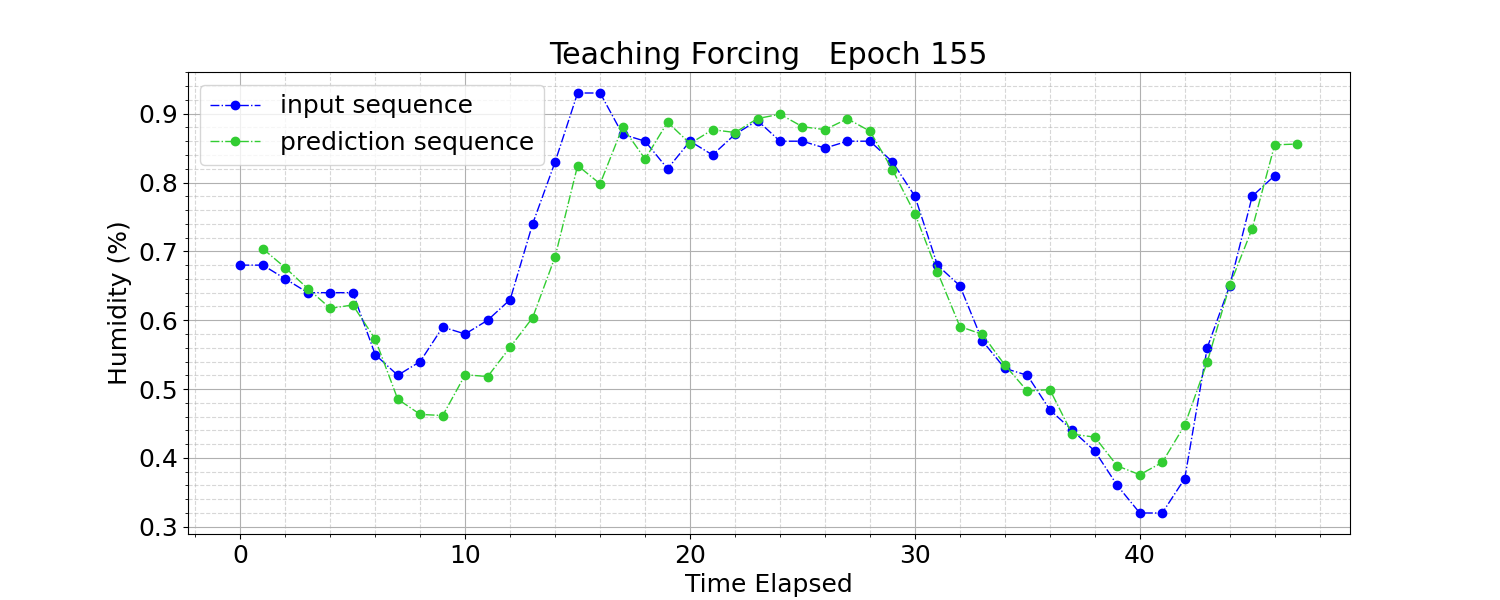 Teaching Forcing   Epoch 155
input sequence
prediction sequence
Humidity (%)
0.9
0.8
0.7
0.6
0.5
0.4
0.3
0 10 20 30 40
Time Elapsed